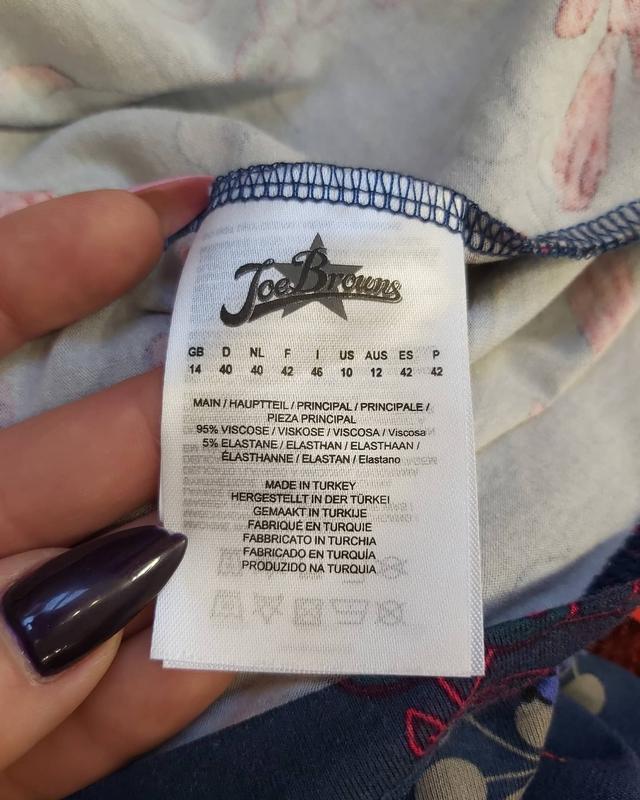 Joe Browns
GB D NL F I US AUS ES P
14 40 40 42 46 10 12 42 42
MAIN / HAUPTTEIL / PRINCIPAL / PRINCIPALE /
PIEZA PRINCIPAL
95% VISCOSE / VISKOSE / VISCOSA / Viscosa
5% ELASTANE / ELASTHAN / ELASTHAAN /
ÉLASTHANNE / ELASTAN / Elastano
MADE IN TURKEY
HERGESTELLT IN DER TÜRKEI
GEMAAKT IN TURKIJE
FABRIQUÉ EN TURQUIE
FABBRICATO IN TURCHIA
FABRICADO EN TURQUÍA
PRODUZIDO NA TURQUIA